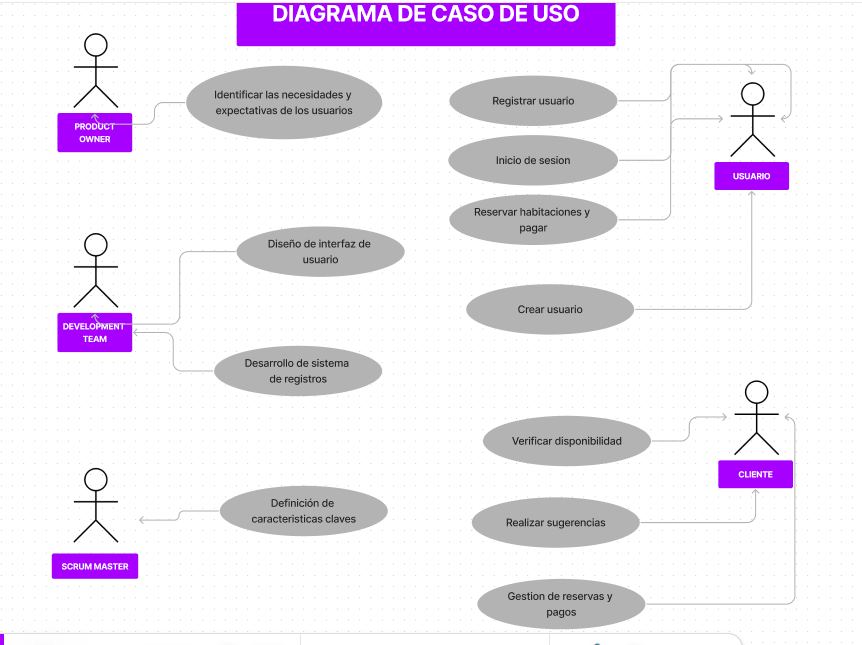 DIAGRAMA DE CASO DE USO
Identificar las necesidades y
expectativas de los usuarios
PRODUCT
OWNER
Diseño de interfaz de
usuario
DEVELOPMENT
TEAM
Desarrollo de sistema
de registros
Definición de
caracteristicas claves
SCRUM MASTER
Registrar usuario
Inicio de sesion
Reservar habitaciones y
pagar
USUARIO
Crear usuario
Verificar disponibilidad
CLIENTE
Realizar sugerencias
Gestion de reservas y
pagos